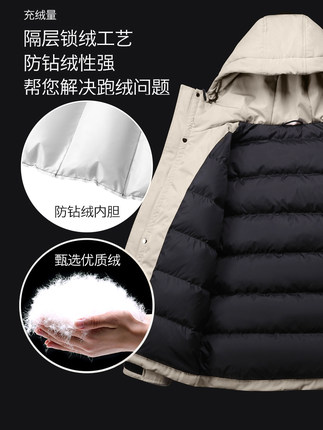 充绒量
隔层锁绒工艺
防钻绒性强
帮您解决跑绒问题
防钻绒内胆
甄选优质绒